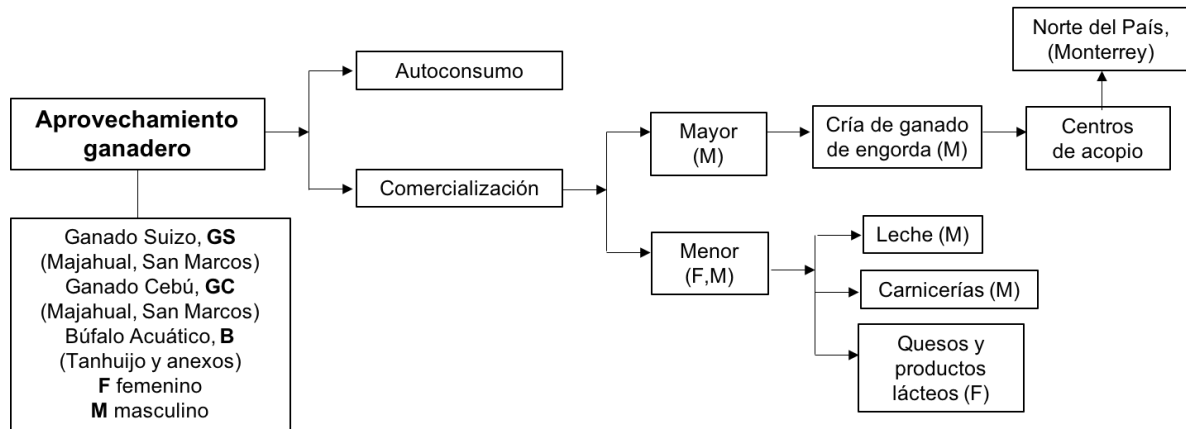 Aprovechamiento
ganadero
Ganado Suizo, GS
(Majahual, San Marcos)
Ganado Cebú, GC
(Majahual, San Marcos)
Búfalo Acuático, B
(Tanhuijo y anexos)
F femenino
M masculino
Autoconsumo
Comercialización
Mayor
(M)
Cría de ganado
de engorda (M)
Centros
de acopio
Norte del País,
(Monterrey)
Menor
(F,M)
Leche (M)
Carnicerías (M)
Quesos y
productos
lácteos (F)